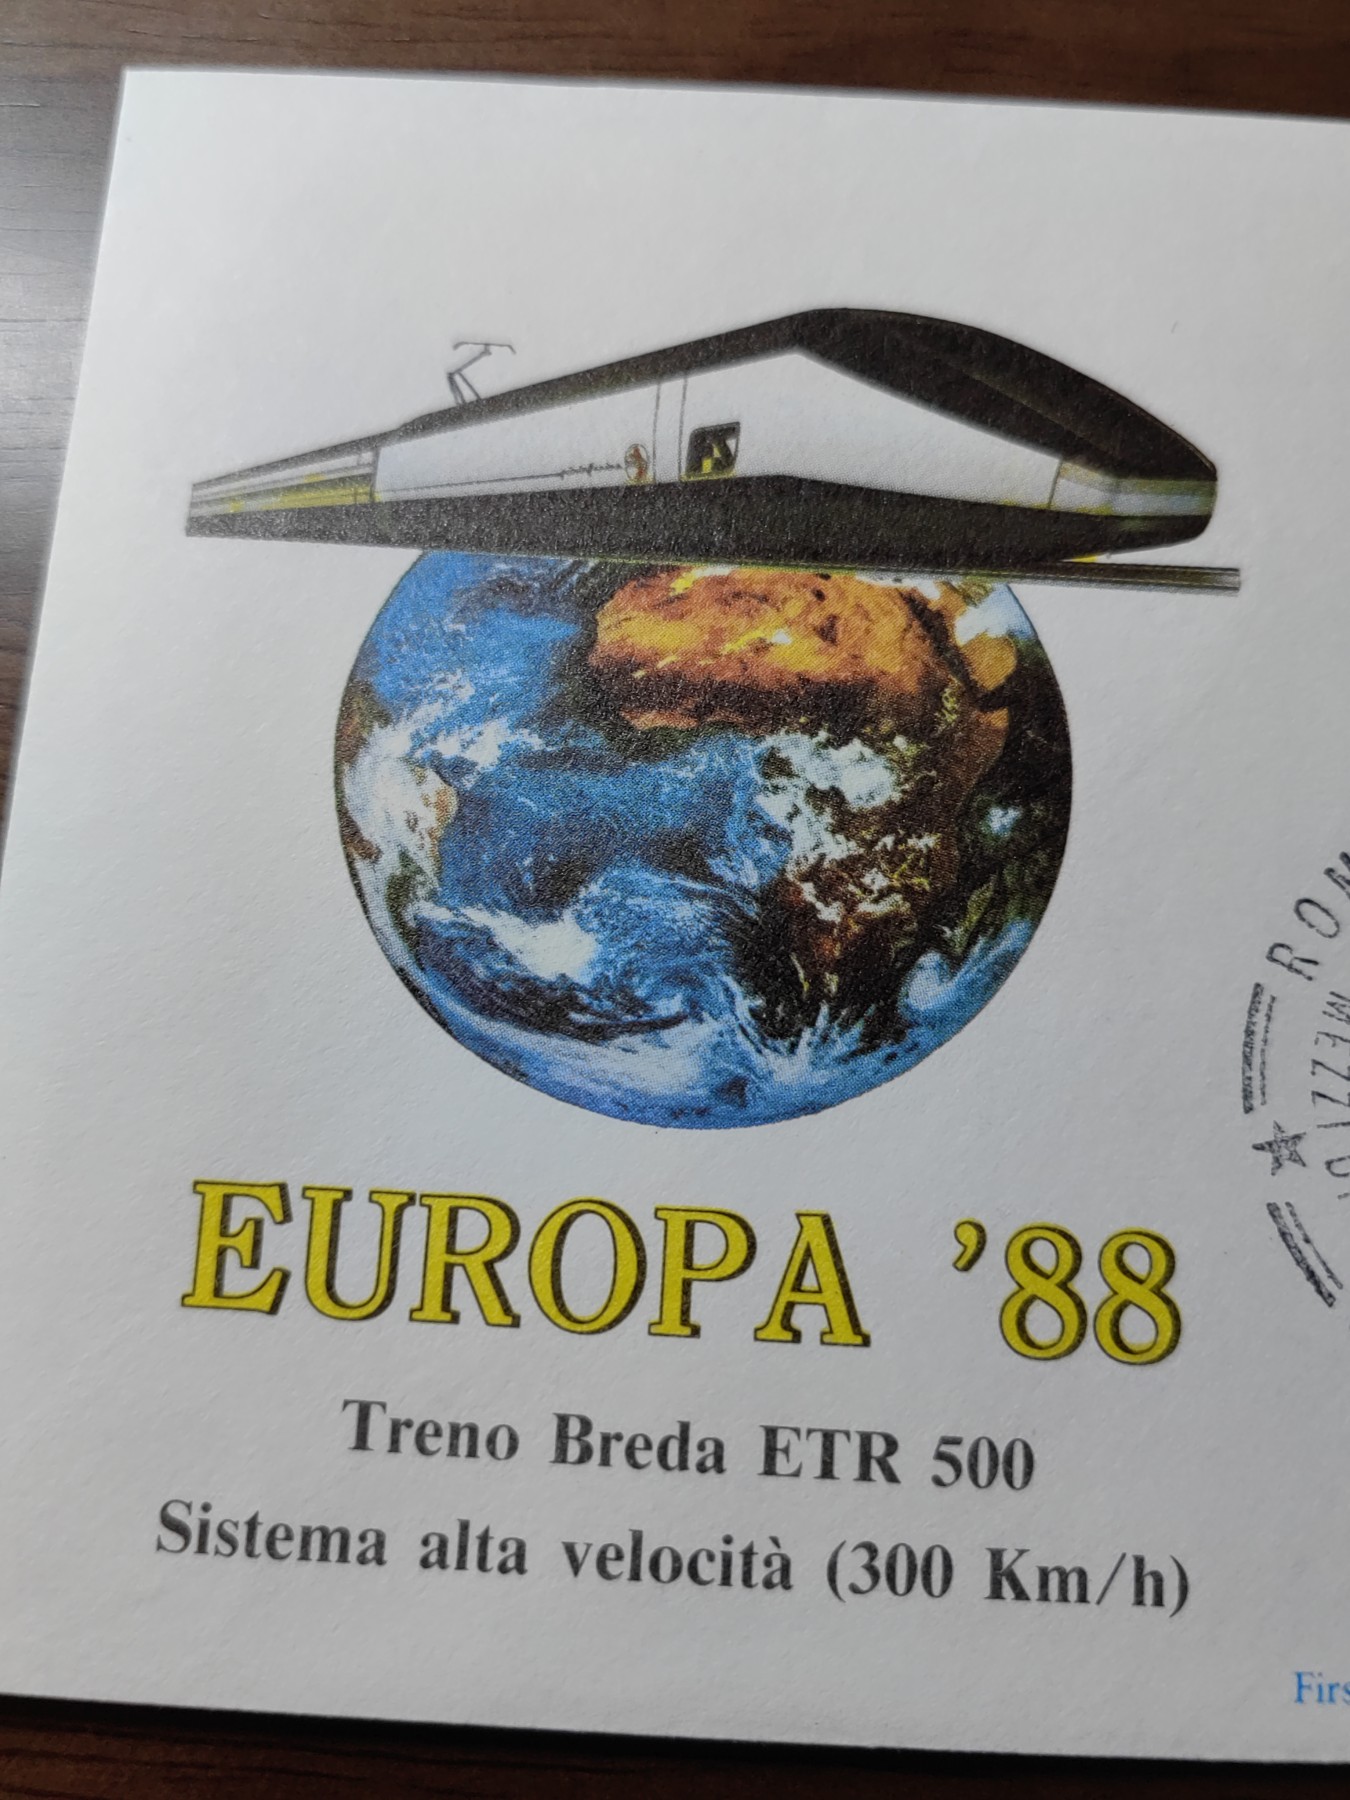 EUROPA ’88
Treno Breda ETR 500
Sistema alta velocità (300 Km/h)